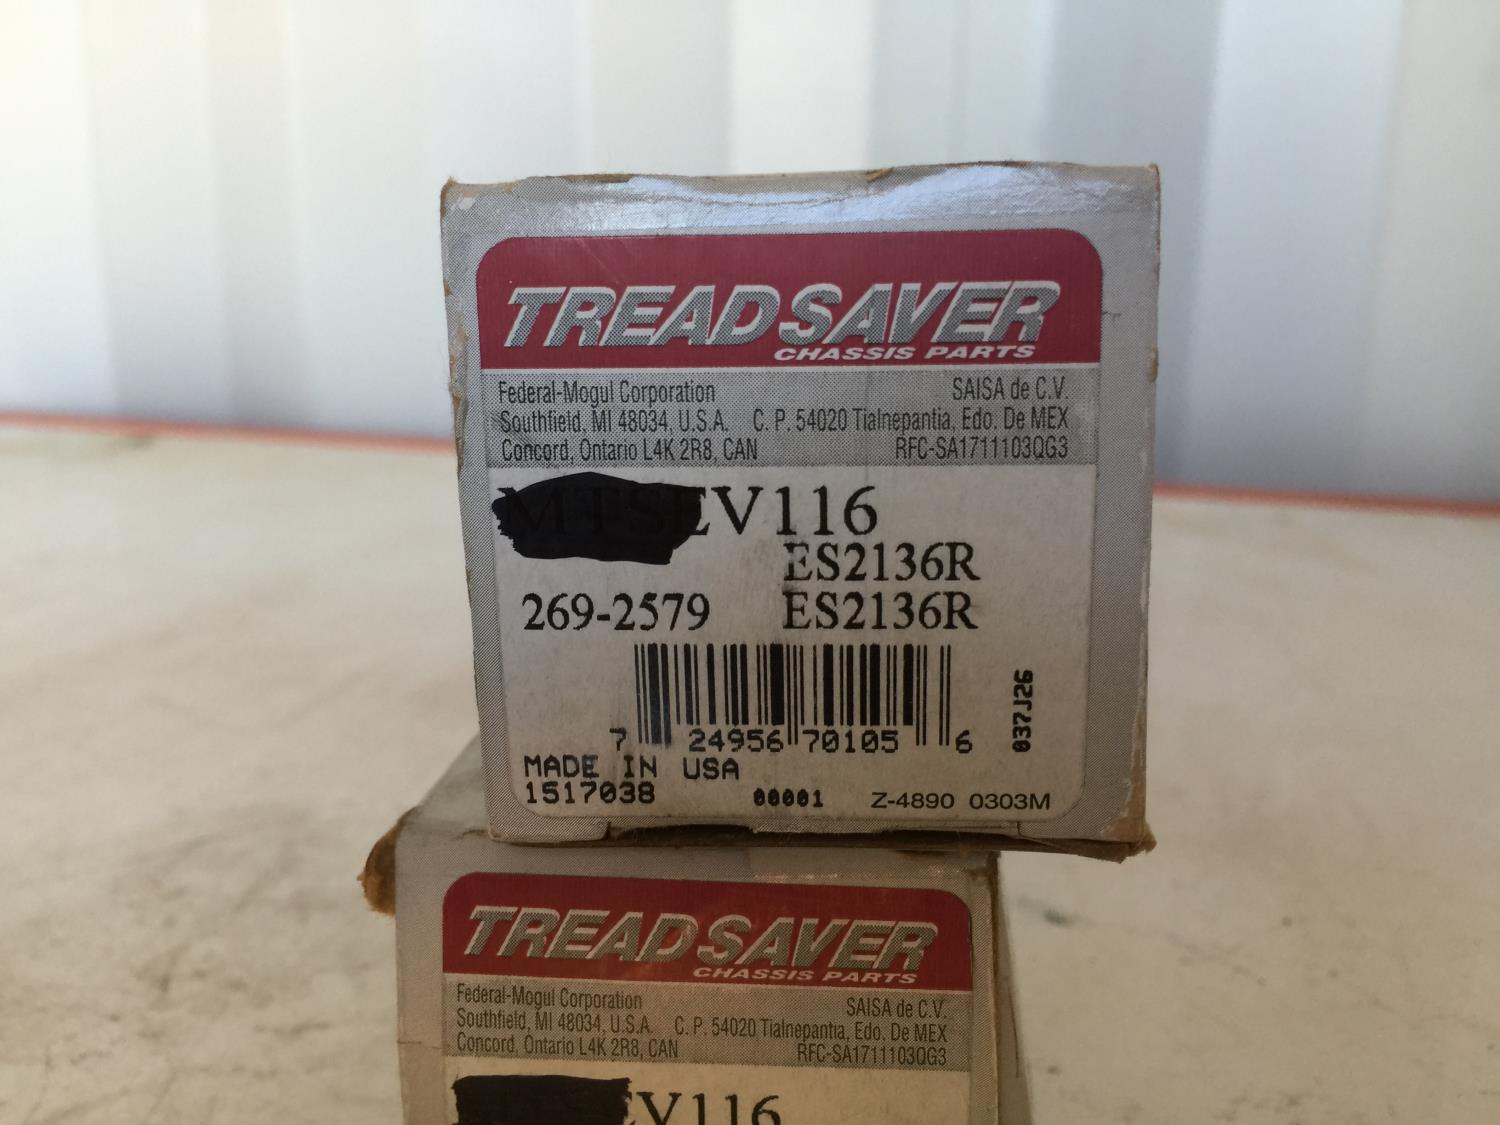 TREADSAVER
CHASSIS PARTS
Federal-Mogul Corporation SAISA de C.V.
Southfield, MI 48034, U.S.A. C. P. 54020 Tialnepantia, Edo. De MEX
Concord, Ontario L4K 2R8, CAN RFC-SA1711103QG3
MTSEV116
ES2136R
269-2579 ES2136R
7 24956 70105 6
037J26
MADE IN USA
1517038 00001 Z-4890 0303M
TREADSAVER
CHASSIS PARTS
Federal-Mogul Corporation SAISA de C.V.
Southfield, MI 48034, U.S.A. C. P. 54020 Tialnepantia, Edo. De MEX
Concord, Ontario L4K 2R8, CAN RFC-SA1711103QG3
EV116